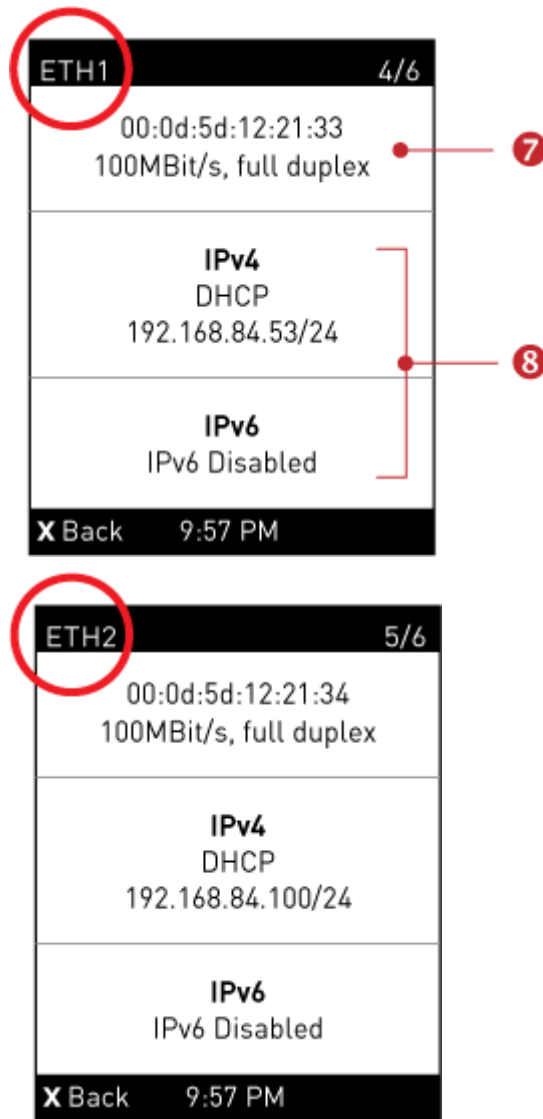 ETH1 4/6
00:0d:5d:12:21:33
100MBit/s, full duplex
7
IPv4
DHCP
192.168.84.53/24
8
IPv6
IPv6 Disabled
X Back 9:57 PM
ETH2 5/6
00:0d:5d:12:21:34
100MBit/s, full duplex
IPv4
DHCP
192.168.84.100/24
IPv6
IPv6 Disabled
X Back 9:57 PM